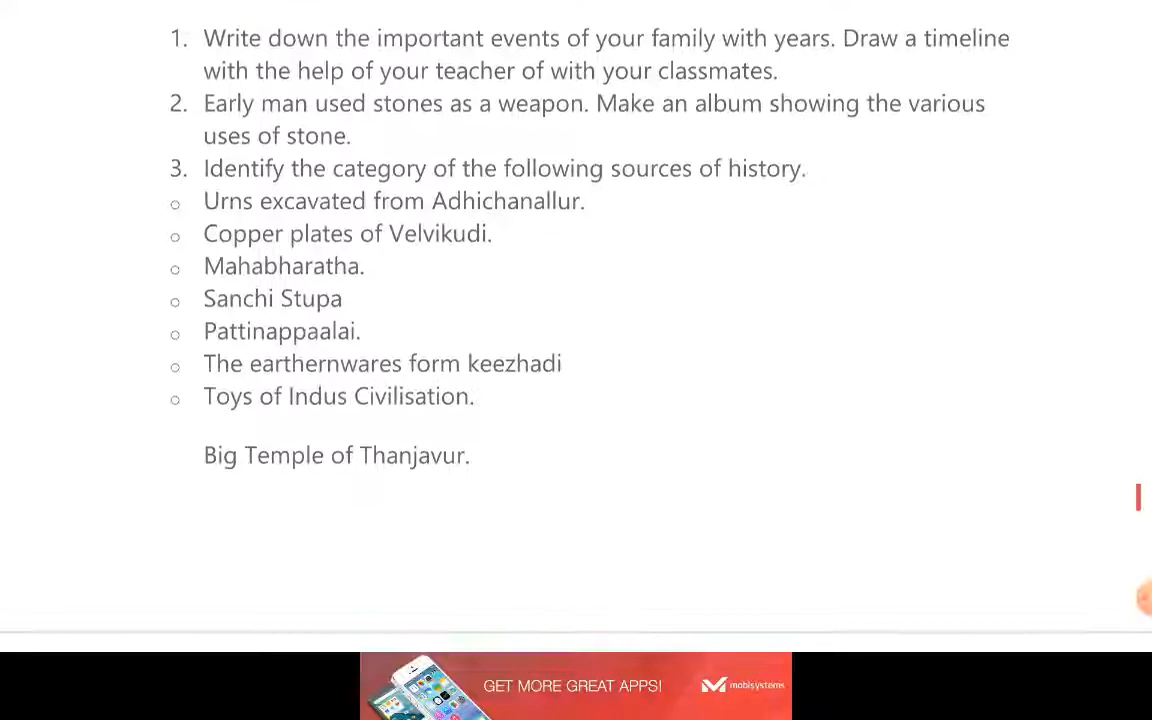 1. Write down the important events of your family with years. Draw a timeline
with the help of your teacher of with your classmates.
2. Early man used stones as a weapon. Make an album showing the various
uses of stone.
3. Identify the category of the following sources of history.
○ Urns excavated from Adhichanallur.
○ Copper plates of Velvikudi.
○ Mahabharatha.
○ Sanchi Stupa
○ Pattinappaalai.
○ The earthernwares form keezhadi
○ Toys of Indus Civilisation.
Big Temple of Thanjavur.
GET MORE GREAT APPS! mobisystems